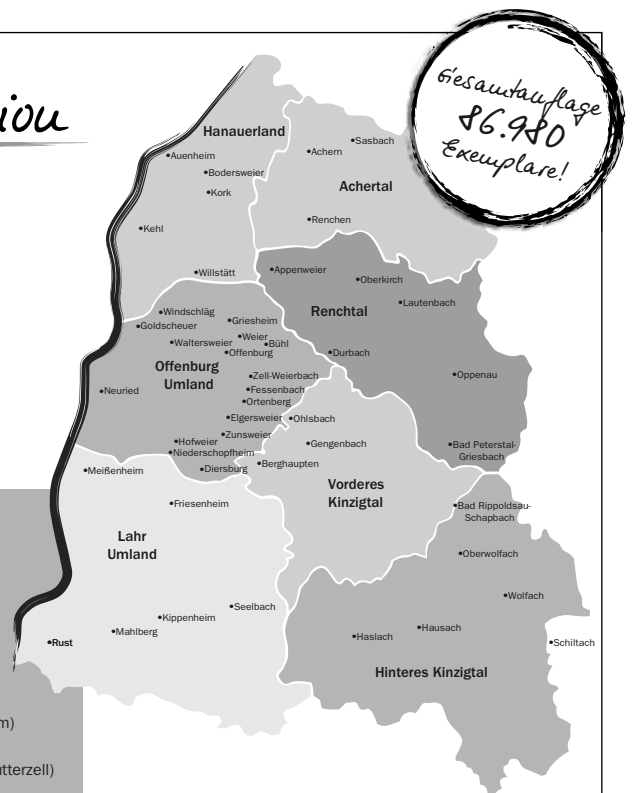 Gesamtauflage
86.980
Exemplare!
Hanauerland
•Auenheim
•Bodersweier
•Kork
•Kehl
•Willstätt
•Sasbach
•Achern
Achertal
•Renchen
•Appenweier
•Oberkirch
Renchtal
•Lautenbach
•Durbach
•Oppenau
•Bad Peterstal-
Griesbach
•Windschläg
•Goldscheuer
•Griesheim
•Waltersweier
•Weier
•Bühl
•Offenburg
Offenburg
Umland
•Zell-Weierbach
•Fessenbach
•Neuried
•Ortenberg
•Elgersweier
•Ohlsbach
•Zunsweier
•Hofweier
•Niederschopfheim
•Diersburg
•Gengenbach
•Berghaupten
Vorderes
Kinzigtal
•Meißenheim
•Friesenheim
Lahr
Umland
•Seelbach
•Kippenheim
•Mahlberg
•Rust
•Bad Rippoldsau-
Schapbach
•Oberwolfach
•Wolfach
•Hausach
•Haslach
•Schiltach
Hinteres Kinzigtal
m)
tterzell)